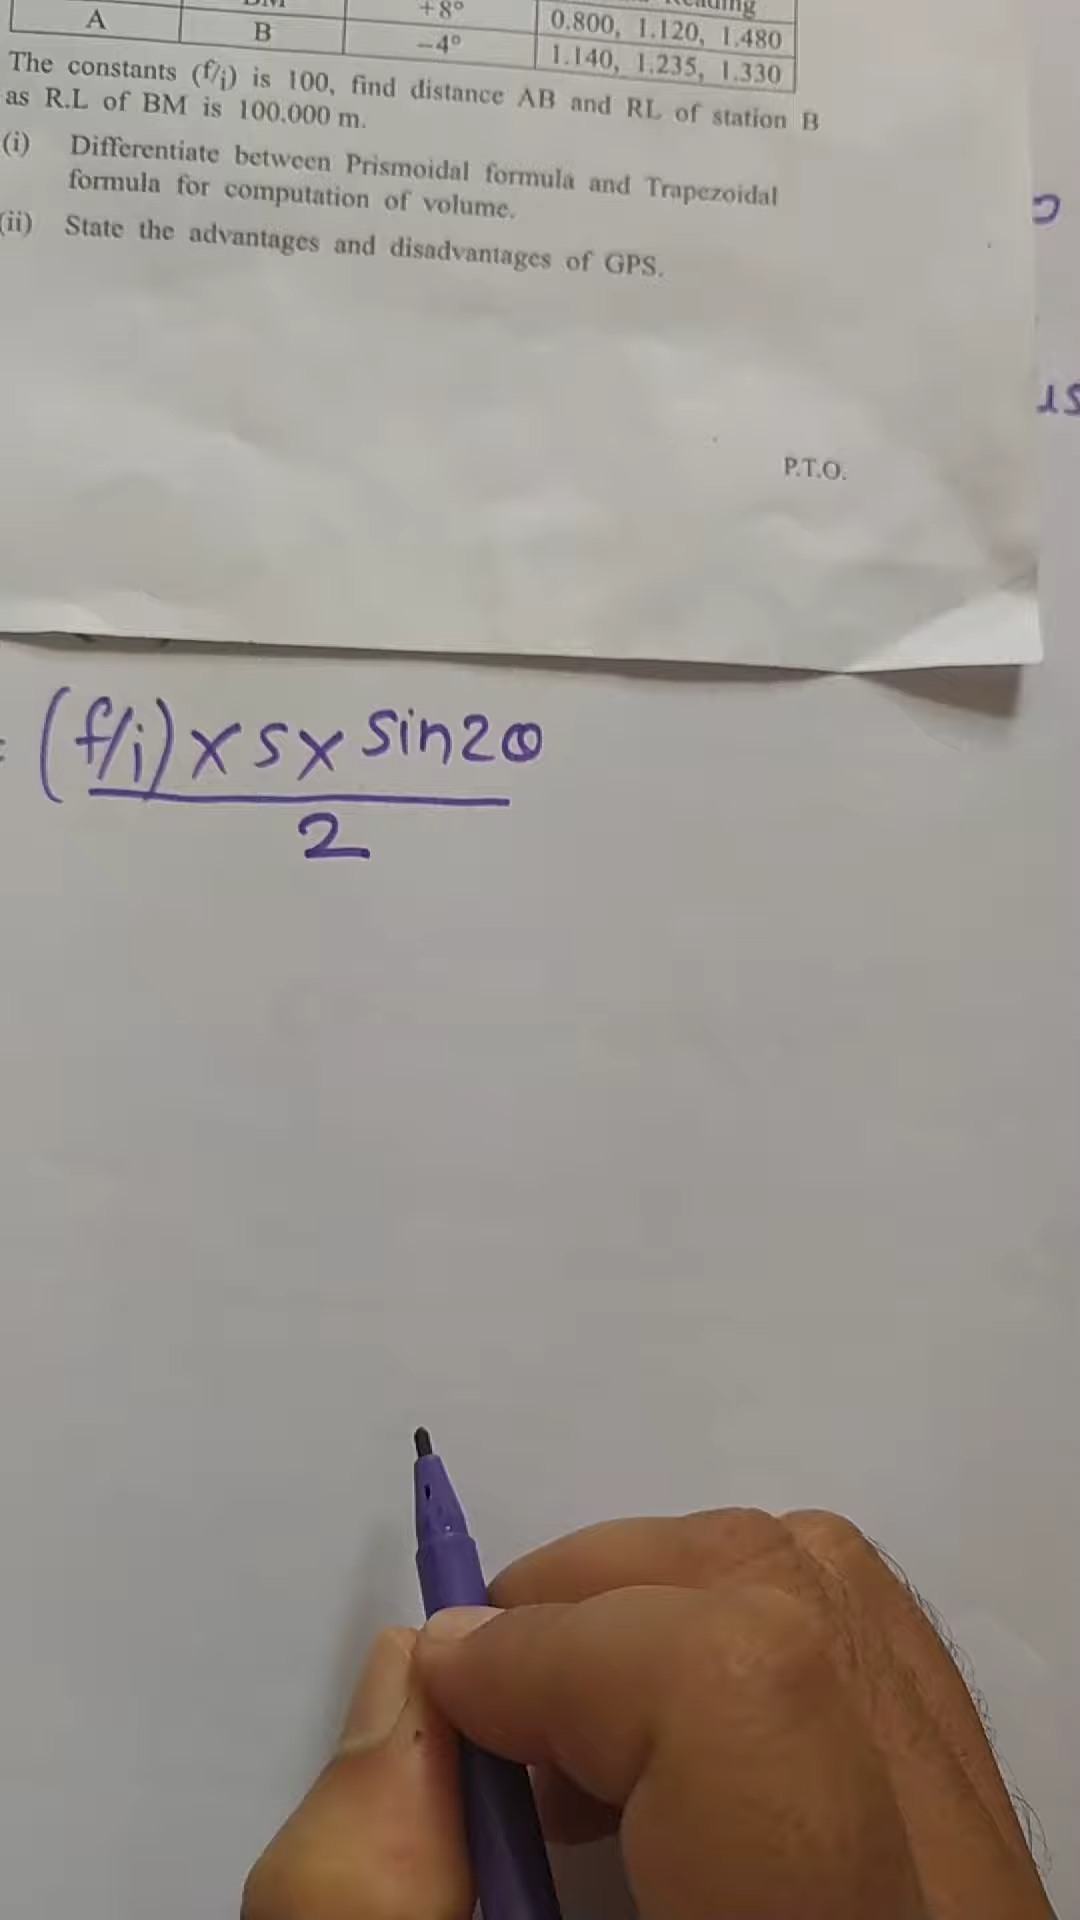 Reading
+8° 0.800, 1.120, 1.480
A B -4° 1.140, 1.235, 1.330
The constants (f/i) is 100, find distance AB and RL of station B
as R.L of BM is 100.000 m.
(i) Differentiate between Prismoidal formula and Trapezoidal
formula for computation of volume.
(ii) State the advantages and disadvantages of GPS.
P.T.O.
= (f/i) x s x sin2θ
2